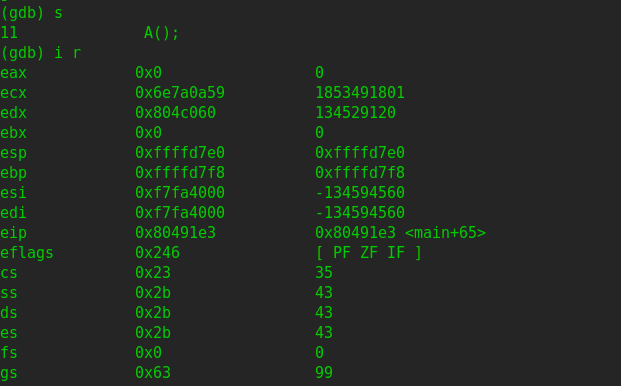 (gdb) s
11 A();
(gdb) i r
eax 0x0 0
ecx 0x6e7a0a59 1853491801
edx 0x804c060 134529120
ebx 0x0 0
esp 0xffffd7e0 0xffffd7e0
ebp 0xffffd7f8 0xffffd7f8
esi 0xf7fa4000 -134594560
edi 0xf7fa4000 -134594560
eip 0x80491e3 0x80491e3 <main+65>
eflags 0x246 [ PF ZF IF ]
cs 0x23 35
ss 0x2b 43
ds 0x2b 43
es 0x2b 43
fs 0x0 0
gs 0x63 99